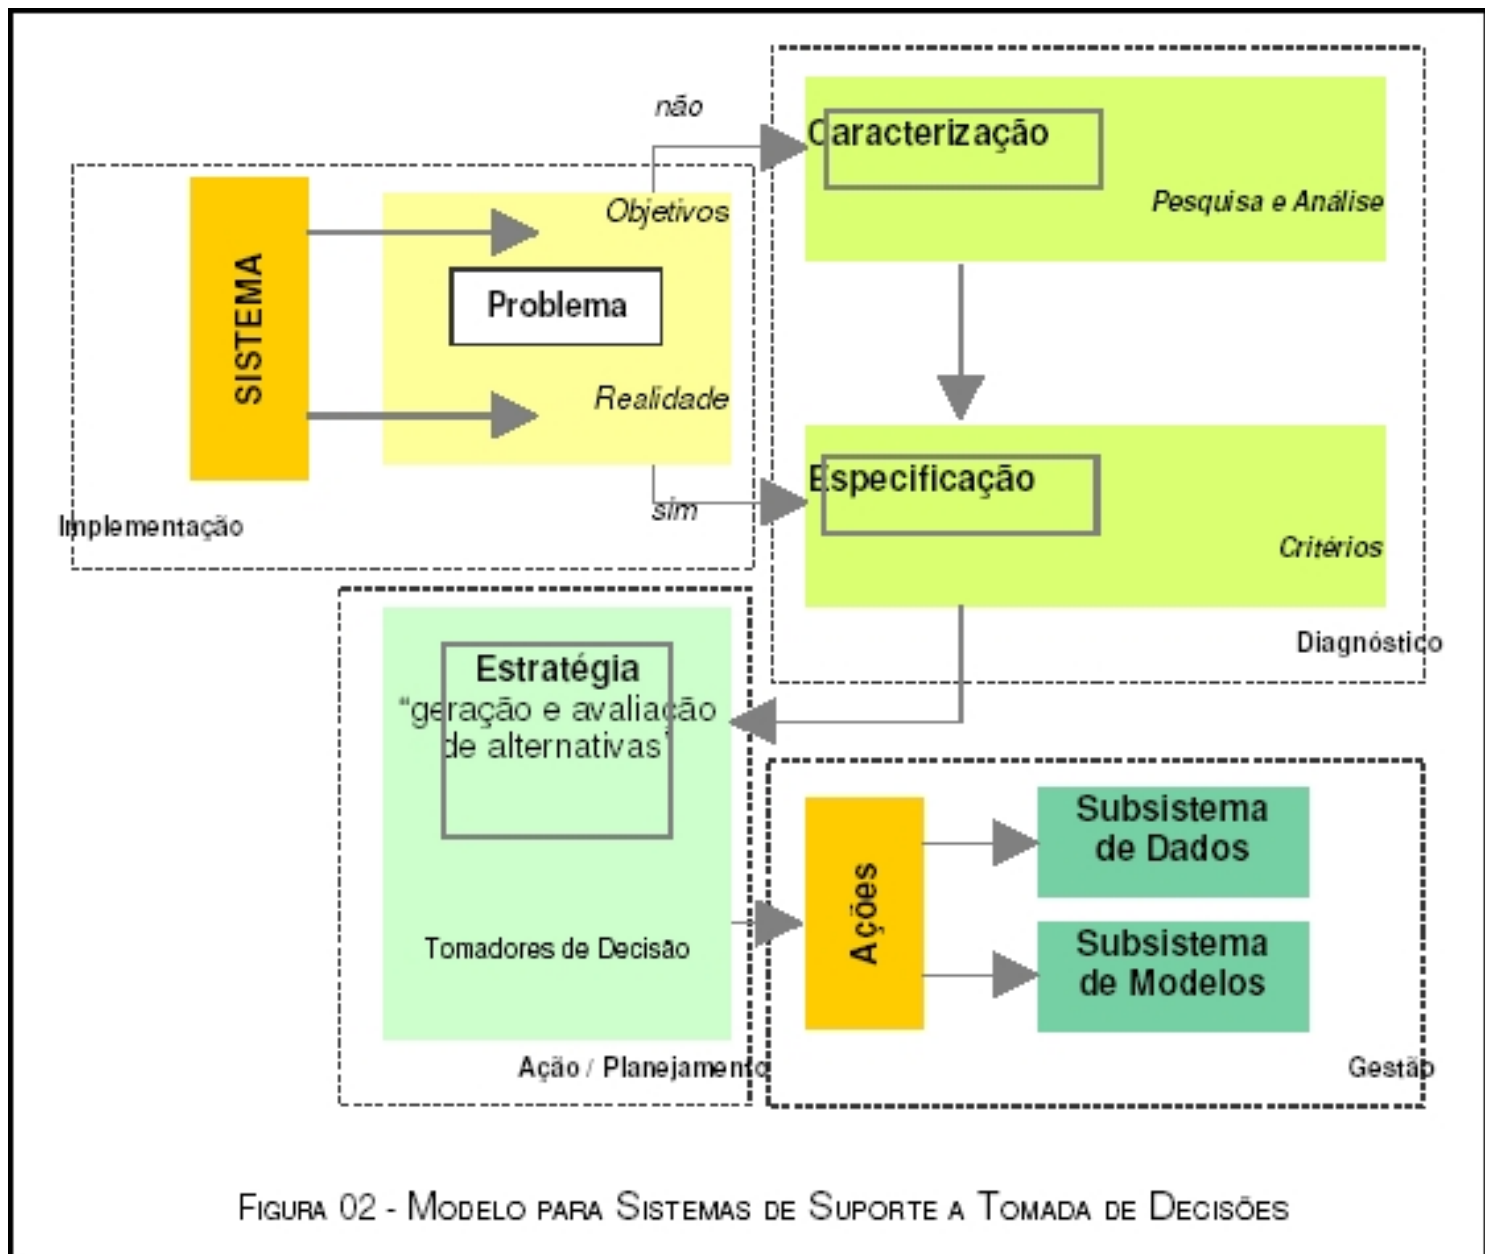 não
Caracterização
Pesquisa e Análise
SISTEMA
Objetivos
Problema
Realidade
sim
Implementação
Especificação
Critérios
Diagnóstico
Estratégia
“geração e avaliação
de alternativas”
Tomadores de Decisão
Ação / Planejamento
Ações
Subsistema
de Dados
Subsistema
de Modelos
Gestão
FIGURA 02 - MODELO PARA SISTEMAS DE SUPORTE A TOMADA DE DECISÕES